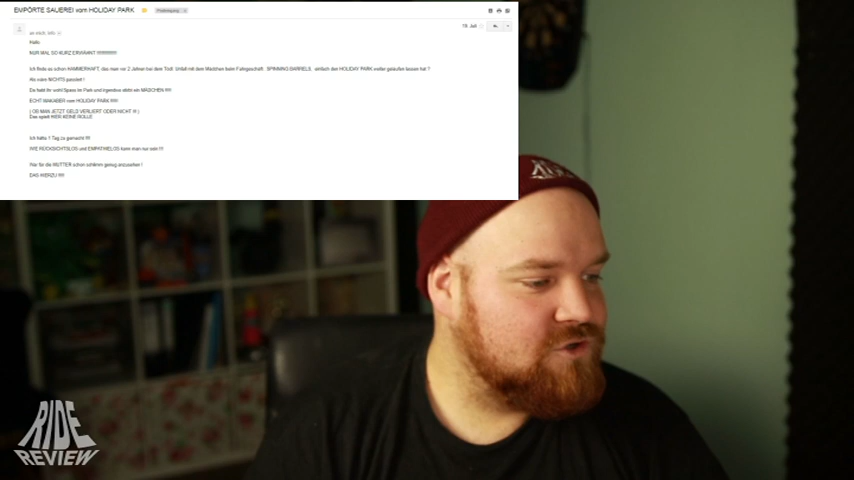 EMPÖRTE SAUEREI vom HOLIDAY PARK
19. Juli
Hallo
NUR MAL SO KURZ ERWÄHNT !!!!!!!!!!!!!
Ich finde es schon HAMMERHAFT, das man vor 2 Jahren bei dem Tödl. Unfall mit dem Mädchen beim Fahrgeschäft. SPINNING BARRELS, einfach den HOLIDAY PARK weiter gelaufen lassen hat ?
Als wäre NICHTS passiert !
Da habt ihr wohl Spass im Park und irgendwo stirbt ein MÄDCHEN !!!!
ECHT MAKABER vom HOLIDAY PARK !!!!!
( OB MAN JETZT GELD VERLIERT ODER NICHT !!! )
Das spielt KEINE ROLLE
Ich hätte 1 Tag zu gemacht !!!!
WIE RÜCKSICHTSLOS und EMPATHIELOS kann man nur sein !!!
War für die MUTTER schon schlimm genug anzusehen !
DAS HIERZU !!!!
RIDE
REVIEW